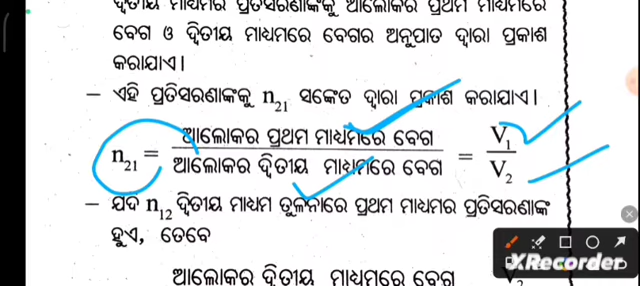 ଦ୍ୱିତୀୟ ମାଧ୍ୟମର ପ୍ରତିସରଣାଙ୍କକୁ ଆଲୋକର ପ୍ରଥମ ମାଧ୍ୟମରେ
ବେଗ ଓ ଦ୍ୱିତୀୟ ମାଧ୍ୟମରେ ବେଗର ଅନୁପାତ ଦ୍ୱାରା ପ୍ରକାଶ
କରାଯାଏ।
– ଏହି ପ୍ରତିସରଣାଙ୍କକୁ n₂₁ ସଙ୍କେତ ଦ୍ୱାରା ପ୍ରକାଶ କରାଯାଏ।
n₂₁ = ଆଲୋକର ପ୍ରଥମ ମାଧ୍ୟମରେ ବେଗ / ଆଲୋକର ଦ୍ୱିତୀୟ ମାଧ୍ୟମରେ ବେଗ = V₁ / V₂
– ଯଦି n₁₂ ଦ୍ୱିତୀୟ ମାଧ୍ୟମ ତୁଳନାରେ ପ୍ରଥମ ମାଧ୍ୟମର ପ୍ରତିସରଣାଙ୍କ
ହୁଏ, ତେବେ
ଆଲୋକର ଦ୍ୱିତୀୟ ମାଧ୍ୟମରେ ବେଗ V₂
XRecorder